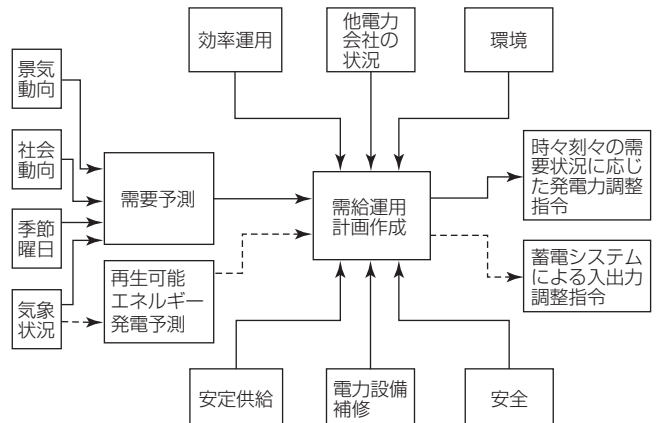 効率運用
他電力
会社の
状況
環境
景気
動向
社会
動向
季節
曜日
気象
状況
需要予測
再生可能
エネルギー
発電予測
需給運用
計画作成
時々刻々の需
要状況に応じ
た発電力調整
指令
蓄電システム
による入出力
調整指令
安定供給
電力設備
補修
安全